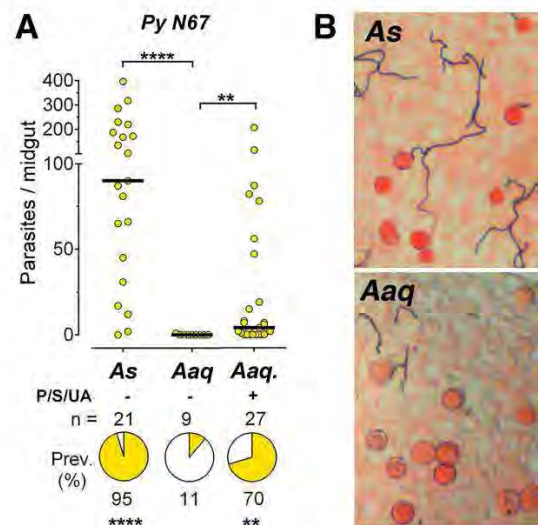 A
Py N67
B
****
**
Parasites / midgut
400
300
200
100
50
0
As
Aaq
Aaq.
P/S/UA
-
-
+
n =
21
9
27
Prev.
(%)
95
11
70
****
**
As
Aaq